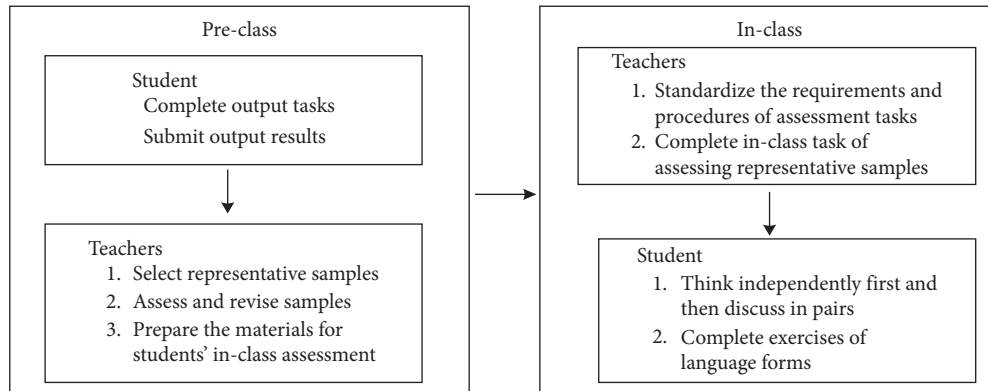 Pre-class
Student
Complete output tasks
Submit output results
Teachers
1. Select representative samples
2. Assess and revise samples
3. Prepare the materials for
students’ in-class assessment
In-class
Teachers
1. Standardize the requirements and
procedures of assessment tasks
2. Complete in-class task of
assessing representative samples
Student
1. Think independently first and
then discuss in pairs
2. Complete exercises of
language forms